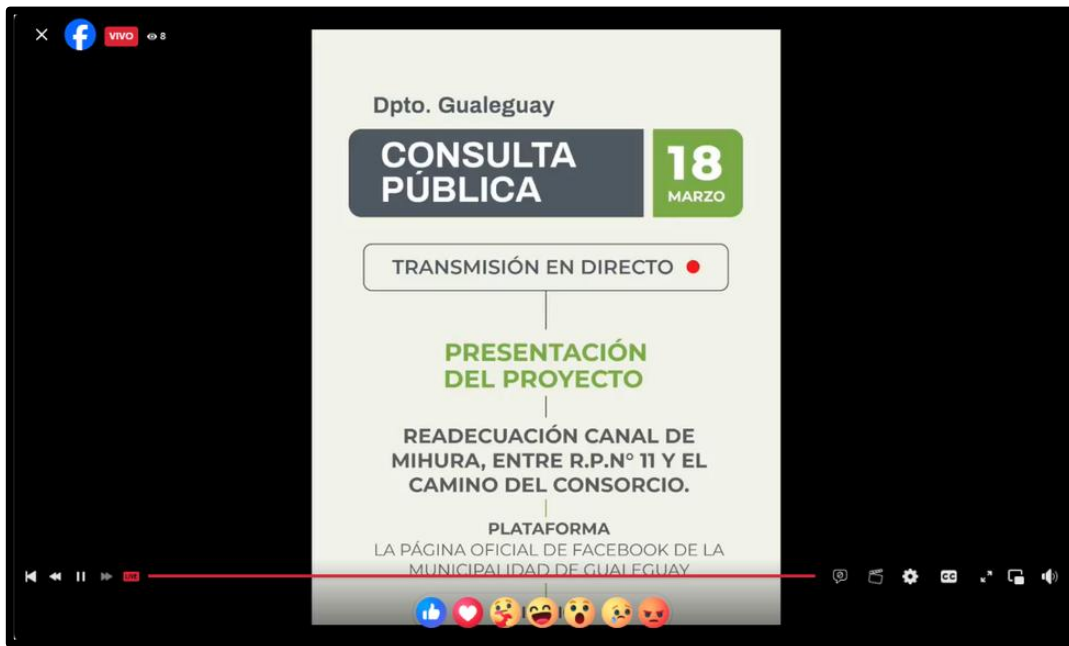 VIVO 8
Dpto. Gualeguay
CONSULTA
PÚBLICA
18
MARZO
TRANSMISIÓN EN DIRECTO
PRESENTACIÓN
DEL PROYECTO
READECUACIÓN CANAL DE
MIHURA, ENTRE R.P.N° 11 Y EL
CAMINO DEL CONSORCIO.
PLATAFORMA
LA PÁGINA OFICIAL DE FACEBOOK DE LA
MUNICIPALIDAD DE GUALEGUAY
LIVE
CC